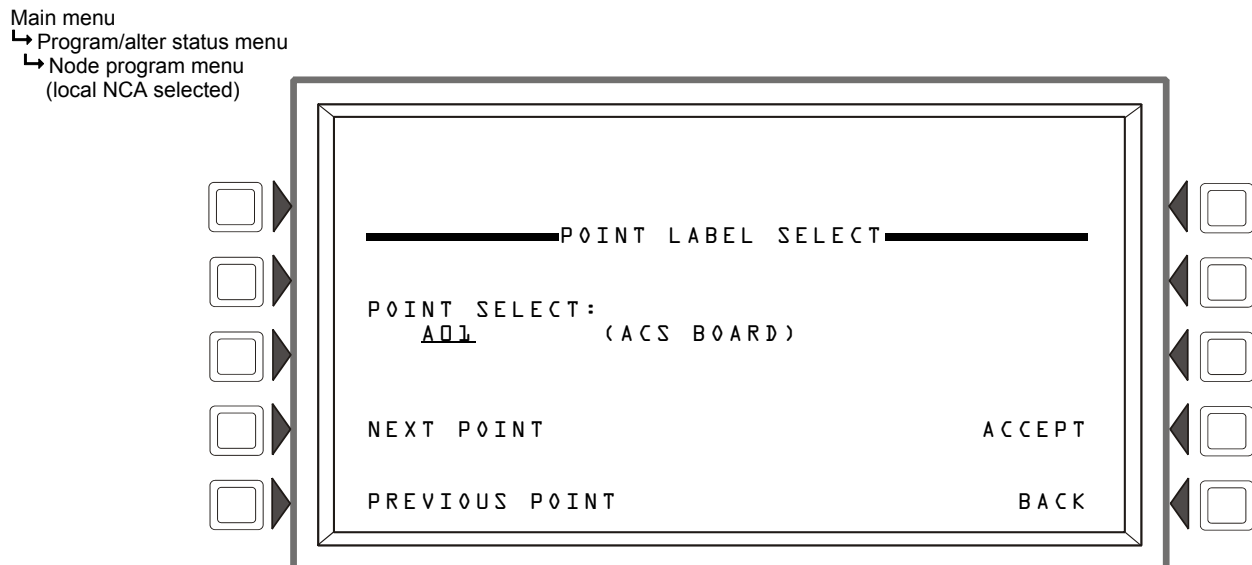 Main menu
Program/alter status menu
Node program menu
(local NCA selected)
POINT LABEL SELECT
POINT SELECT:
A01 (ACS BOARD)
NEXT POINT ACCEPT
PREVIOUS POINT BACK